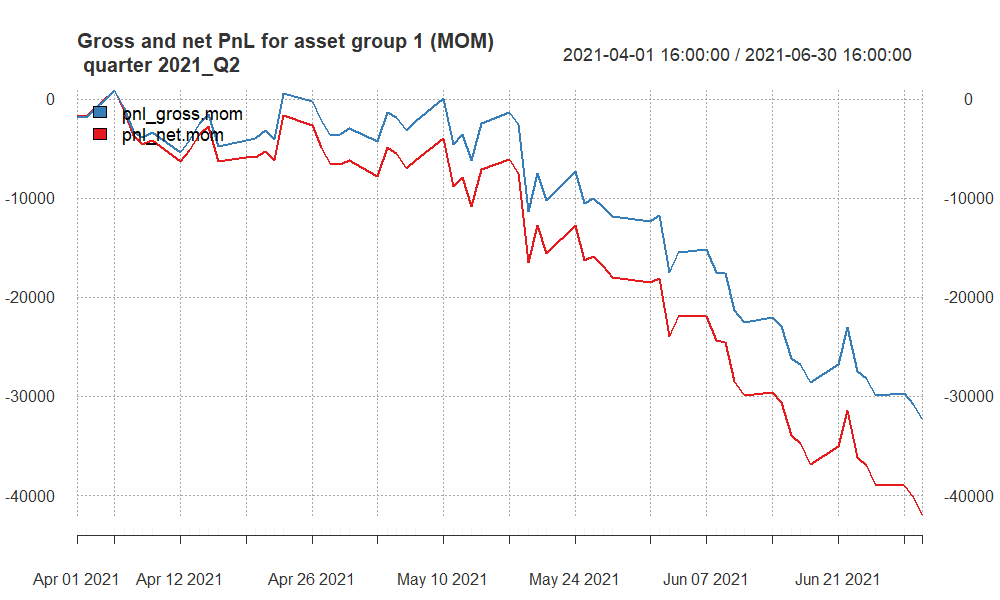 Gross and net PnL for asset group 1 (MOM)
quarter 2021_Q2
2021-04-01 16:00:00 / 2021-06-30 16:00:00
0
0
pnl_gross.mom
pnl_net.mom
-10000
-10000
-20000
-20000
-30000
-30000
-40000
-40000
Apr 01 2021 Apr 12 2021 Apr 26 2021 May 10 2021 May 24 2021 Jun 07 2021 Jun 21 2021